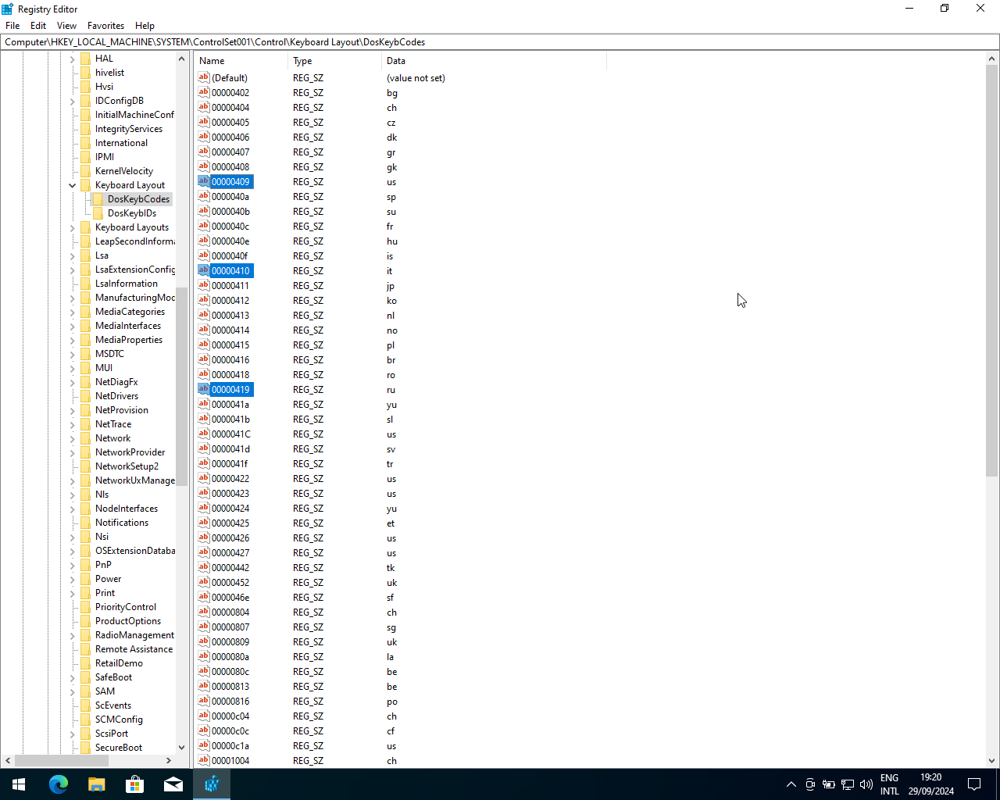 Registry Editor
File Edit View Favorites Help
Computer\HKEY_LOCAL_MACHINE\SYSTEM\ControlSet001\Control\Keyboard Layout\DosKeybCodes
HAL
hivelist
Hvsi
IDConfigDB
InitialMachineConf
IntegrityServices
International
IPMI
KernelVelocity
Keyboard Layout
DosKeybCodes
DosKeybIDs
Keyboard Layouts
LeapSecondInforma
Lsa
LsaExtensionConfig
LsaInformation
ManufacturingMod
MediaCategories
MediaInterfaces
MediaProperties
MSDTC
MUI
NetDiagFx
NetDrivers
NetProvision
NetTrace
Network
NetworkProvider
NetworkSetup2
NetworkUxManage
Nls
NodeInterfaces
Notifications
Nsi
OSExtensionDataba
PnP
Power
Print
PriorityControl
ProductOptions
RadioManagement
Remote Assistance
RetailDemo
SafeBoot
SAM
ScEvents
SCMConfig
ScsiPort
SecureBoot
Name Type Data
(Default) REG_SZ (value not set)
00000402 REG_SZ bg
00000404 REG_SZ ch
00000405 REG_SZ cz
00000406 REG_SZ dk
00000407 REG_SZ gr
00000408 REG_SZ gk
00000409 REG_SZ us
0000040a REG_SZ sp
0000040b REG_SZ su
0000040c REG_SZ fr
0000040e REG_SZ hu
0000040f REG_SZ is
00000410 REG_SZ it
00000411 REG_SZ jp
00000412 REG_SZ ko
00000413 REG_SZ nl
00000414 REG_SZ no
00000415 REG_SZ pl
00000416 REG_SZ br
00000418 REG_SZ ro
00000419 REG_SZ ru
0000041a REG_SZ yu
0000041b REG_SZ sl
0000041C REG_SZ us
0000041d REG_SZ sv
0000041f REG_SZ tr
00000422 REG_SZ us
00000423 REG_SZ us
00000424 REG_SZ yu
00000425 REG_SZ et
00000426 REG_SZ us
00000427 REG_SZ us
00000442 REG_SZ tk
00000452 REG_SZ uk
0000046e REG_SZ sf
00000804 REG_SZ ch
00000807 REG_SZ sg
00000809 REG_SZ uk
0000080a REG_SZ la
0000080c REG_SZ be
00000813 REG_SZ be
00000816 REG_SZ po
00000c04 REG_SZ ch
00000c0c REG_SZ cf
00000c1a REG_SZ us
00001004 REG_SZ ch
ENG
INTL
19:20
29/09/2024